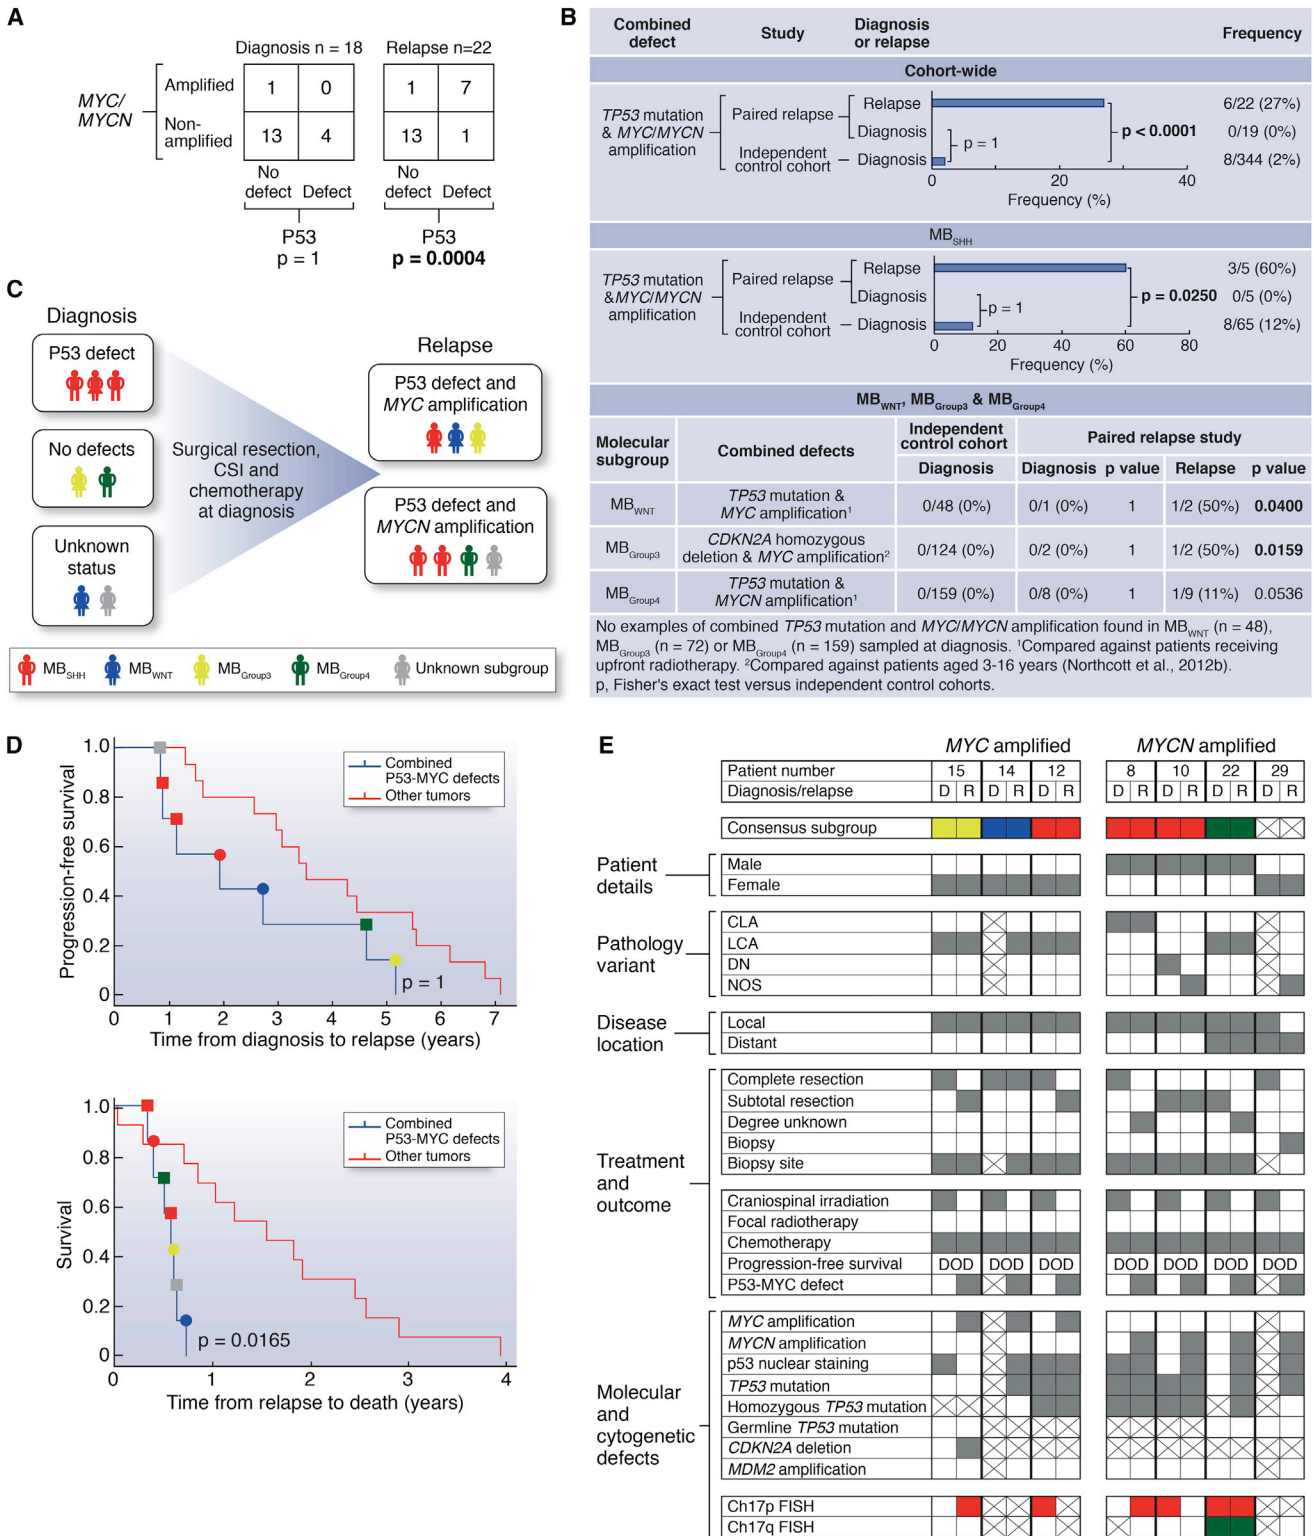 A
Diagnosis n = 18
Relapse n=22
MYC/
MYCN
Amplified
1 0
1 7
Non-
amplified
13 4
13 1
No
defect Defect
No
defect Defect
P53
p = 1
P53
p = 0.0004
B
Combined
defect
Study
Diagnosis
or relapse
Frequency
Cohort-wide
TP53 mutation
& MYC/MYCN
amplification
Paired relapse
Relapse
6/22 (27%)
Diagnosis
0/19 (0%)
Independent
control cohort
Diagnosis
8/344 (2%)
p = 1
p < 0.0001
0 20 40
Frequency (%)
MBSHH
TP53 mutation
&MYC/MYCN
amplification
Paired relapse
Relapse
3/5 (60%)
Diagnosis
0/5 (0%)
Independent
control cohort
Diagnosis
8/65 (12%)
p = 1
p = 0.0250
0 20 40 60 80
Frequency (%)
MBWNT, MBGroup3 & MBGroup4
Molecular
subgroup
Combined defects
Independent
control cohort
Paired relapse study
Diagnosis
Diagnosis p value Relapse p value
MBWNT
TP53 mutation &
MYC amplification1
0/48 (0%) 0/1 (0%) 1 1/2 (50%) 0.0400
MBGroup3
CDKN2A homozygous
deletion & MYC amplification2
0/124 (0%) 0/2 (0%) 1 1/2 (50%) 0.0159
MBGroup4
TP53 mutation &
MYCN amplification1
0/159 (0%) 0/8 (0%) 1 1/9 (11%) 0.0536
No examples of combined TP53 mutation and MYC/MYCN amplification found in MBWNT (n = 48),
MBGroup3 (n = 72) or MBGroup4 (n = 159) sampled at diagnosis. 1Compared against patients receiving
upfront radiotherapy. 2Compared against patients aged 3-16 years (Northcott et al., 2012b).
p, Fisher's exact test versus independent control cohorts.
C
Diagnosis
P53 defect
No defects
Unknown
status
Surgical resection,
CSI and
chemotherapy
at diagnosis
Relapse
P53 defect and
MYC amplification
P53 defect and
MYCN amplification
MBSHH MBWNT MBGroup3 MBGroup4 Unknown subgroup
D
Progression-free survival
1.0
0.8
0.6
0.4
0.2
0
Combined
P53-MYC defects
Other tumors
p = 1
0 1 2 3 4 5 6 7
Time from diagnosis to relapse (years)
Survival
1.0
0.8
0.6
0.4
0.2
0
Combined
P53-MYC defects
Other tumors
p = 0.0165
0 1 2 3 4
Time from relapse to death (years)
E
MYC amplified
MYCN amplified
Patient number 15 14 12 8 10 22 29
Diagnosis/relapse D R D R D R D R D R D R D R
Consensus subgroup
Patient
details
Male
Female
Pathology
variant
CLA
LCA
DN
NOS
Disease
location
Local
Distant
Treatment
and
outcome
Complete resection
Subtotal resection
Degree unknown
Biopsy
Biopsy site
Craniospinal irradiation
Focal radiotherapy
Chemotherapy
Progression-free survival DOD DOD DOD DOD DOD DOD DOD
P53-MYC defect
Molecular
and
cytogenetic
defects
MYC amplification
MYCN amplification
p53 nuclear staining
TP53 mutation
Homozygous TP53 mutation
Germline TP53 mutation
CDKN2A deletion
MDM2 amplification
Ch17p FISH
Ch17q FISH